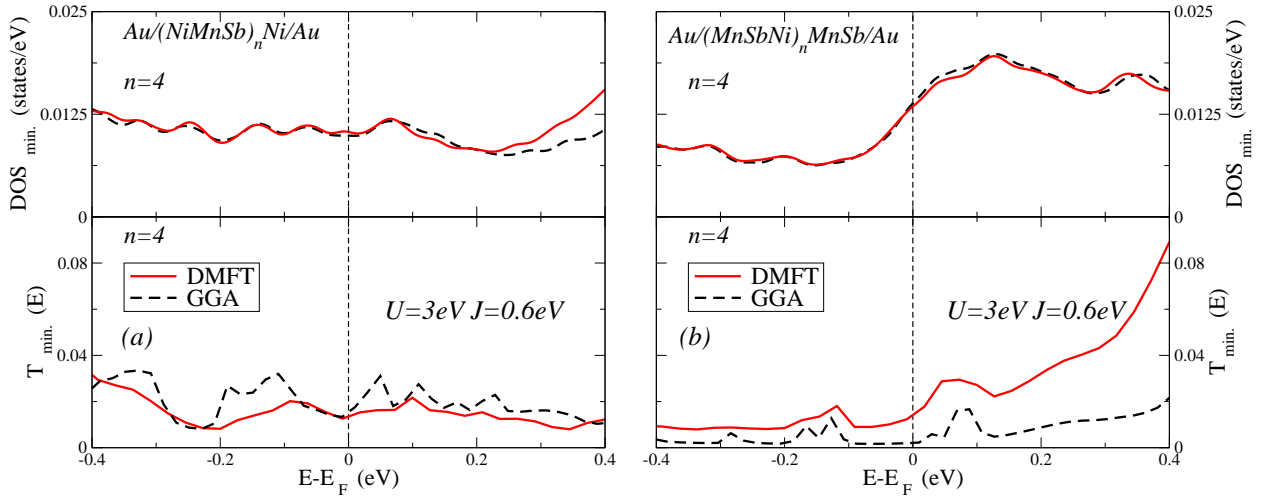 Au/(NiMnSb)nNi/Au
n=4
DOS min. (states/eV)
0.025
0.0125
0
n=4
DMFT
GGA
U=3eV J=0.6eV
(a)
T min. (E)
0.08
0.04
0
-0.4 -0.2 0 0.2 0.4
E-EF (eV)
Au/(MnSbNi)nMnSb/Au
n=4
0.025
0.0125
0
DOS min. (states/eV)
n=4
DMFT
GGA
U=3eV J=0.6eV
(b)
0.08
0.04
0
T min. (E)
-0.4 -0.2 0 0.2 0.4
E-EF (eV)